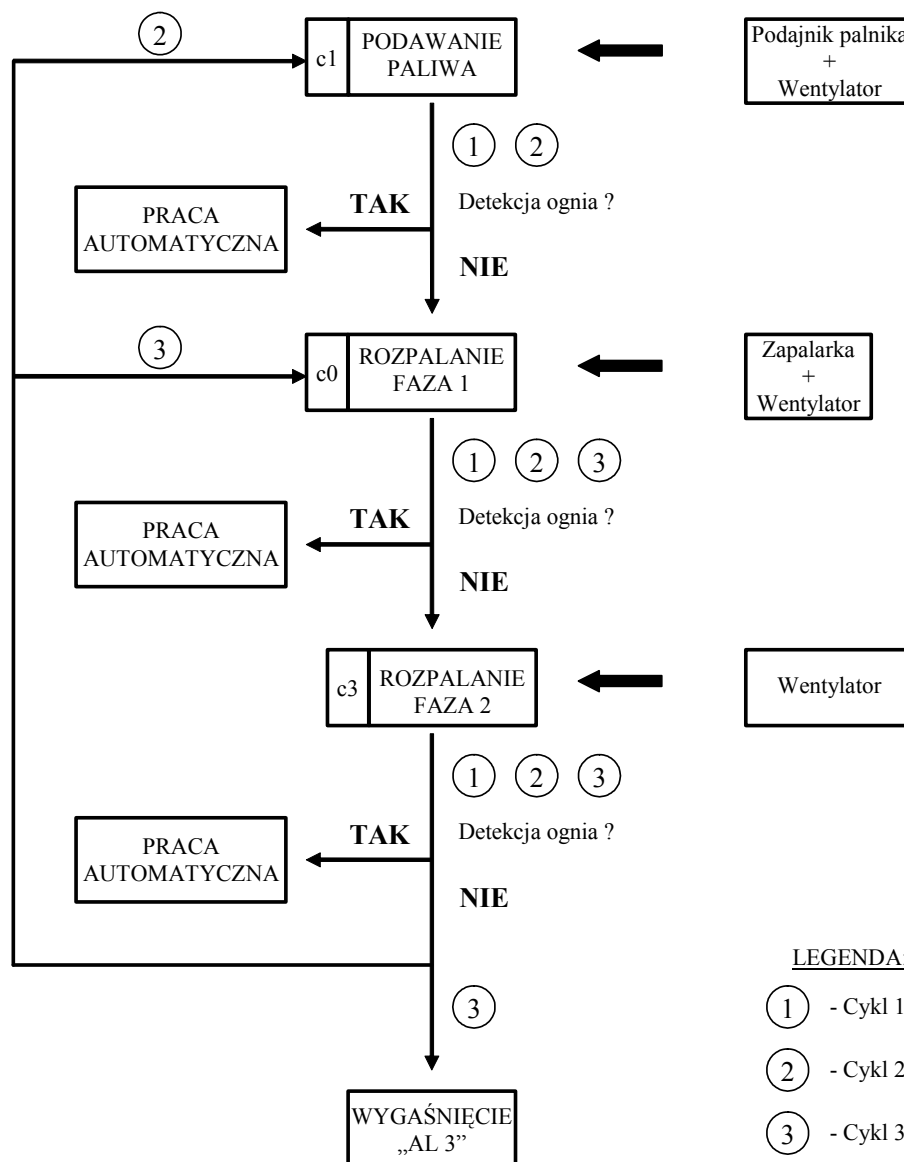 2
c1
PODAWANIE
PALIWA
Podajnik palnika
+
Wentylator
1 2
TAK
Detekcja ognia ?
PRACA
AUTOMATYCZNA
NIE
3
c0
ROZPALANIE
FAZA 1
Zapalarka
+
Wentylator
1 2 3
TAK
Detekcja ognia ?
PRACA
AUTOMATYCZNA
NIE
c3
ROZPALANIE
FAZA 2
Wentylator
1 2 3
TAK
Detekcja ognia ?
PRACA
AUTOMATYCZNA
NIE
3
WYGAŚNIĘCIE
„AL 3”
LEGENDA:
1 - Cykl 1
2 - Cykl 2
3 - Cykl 3